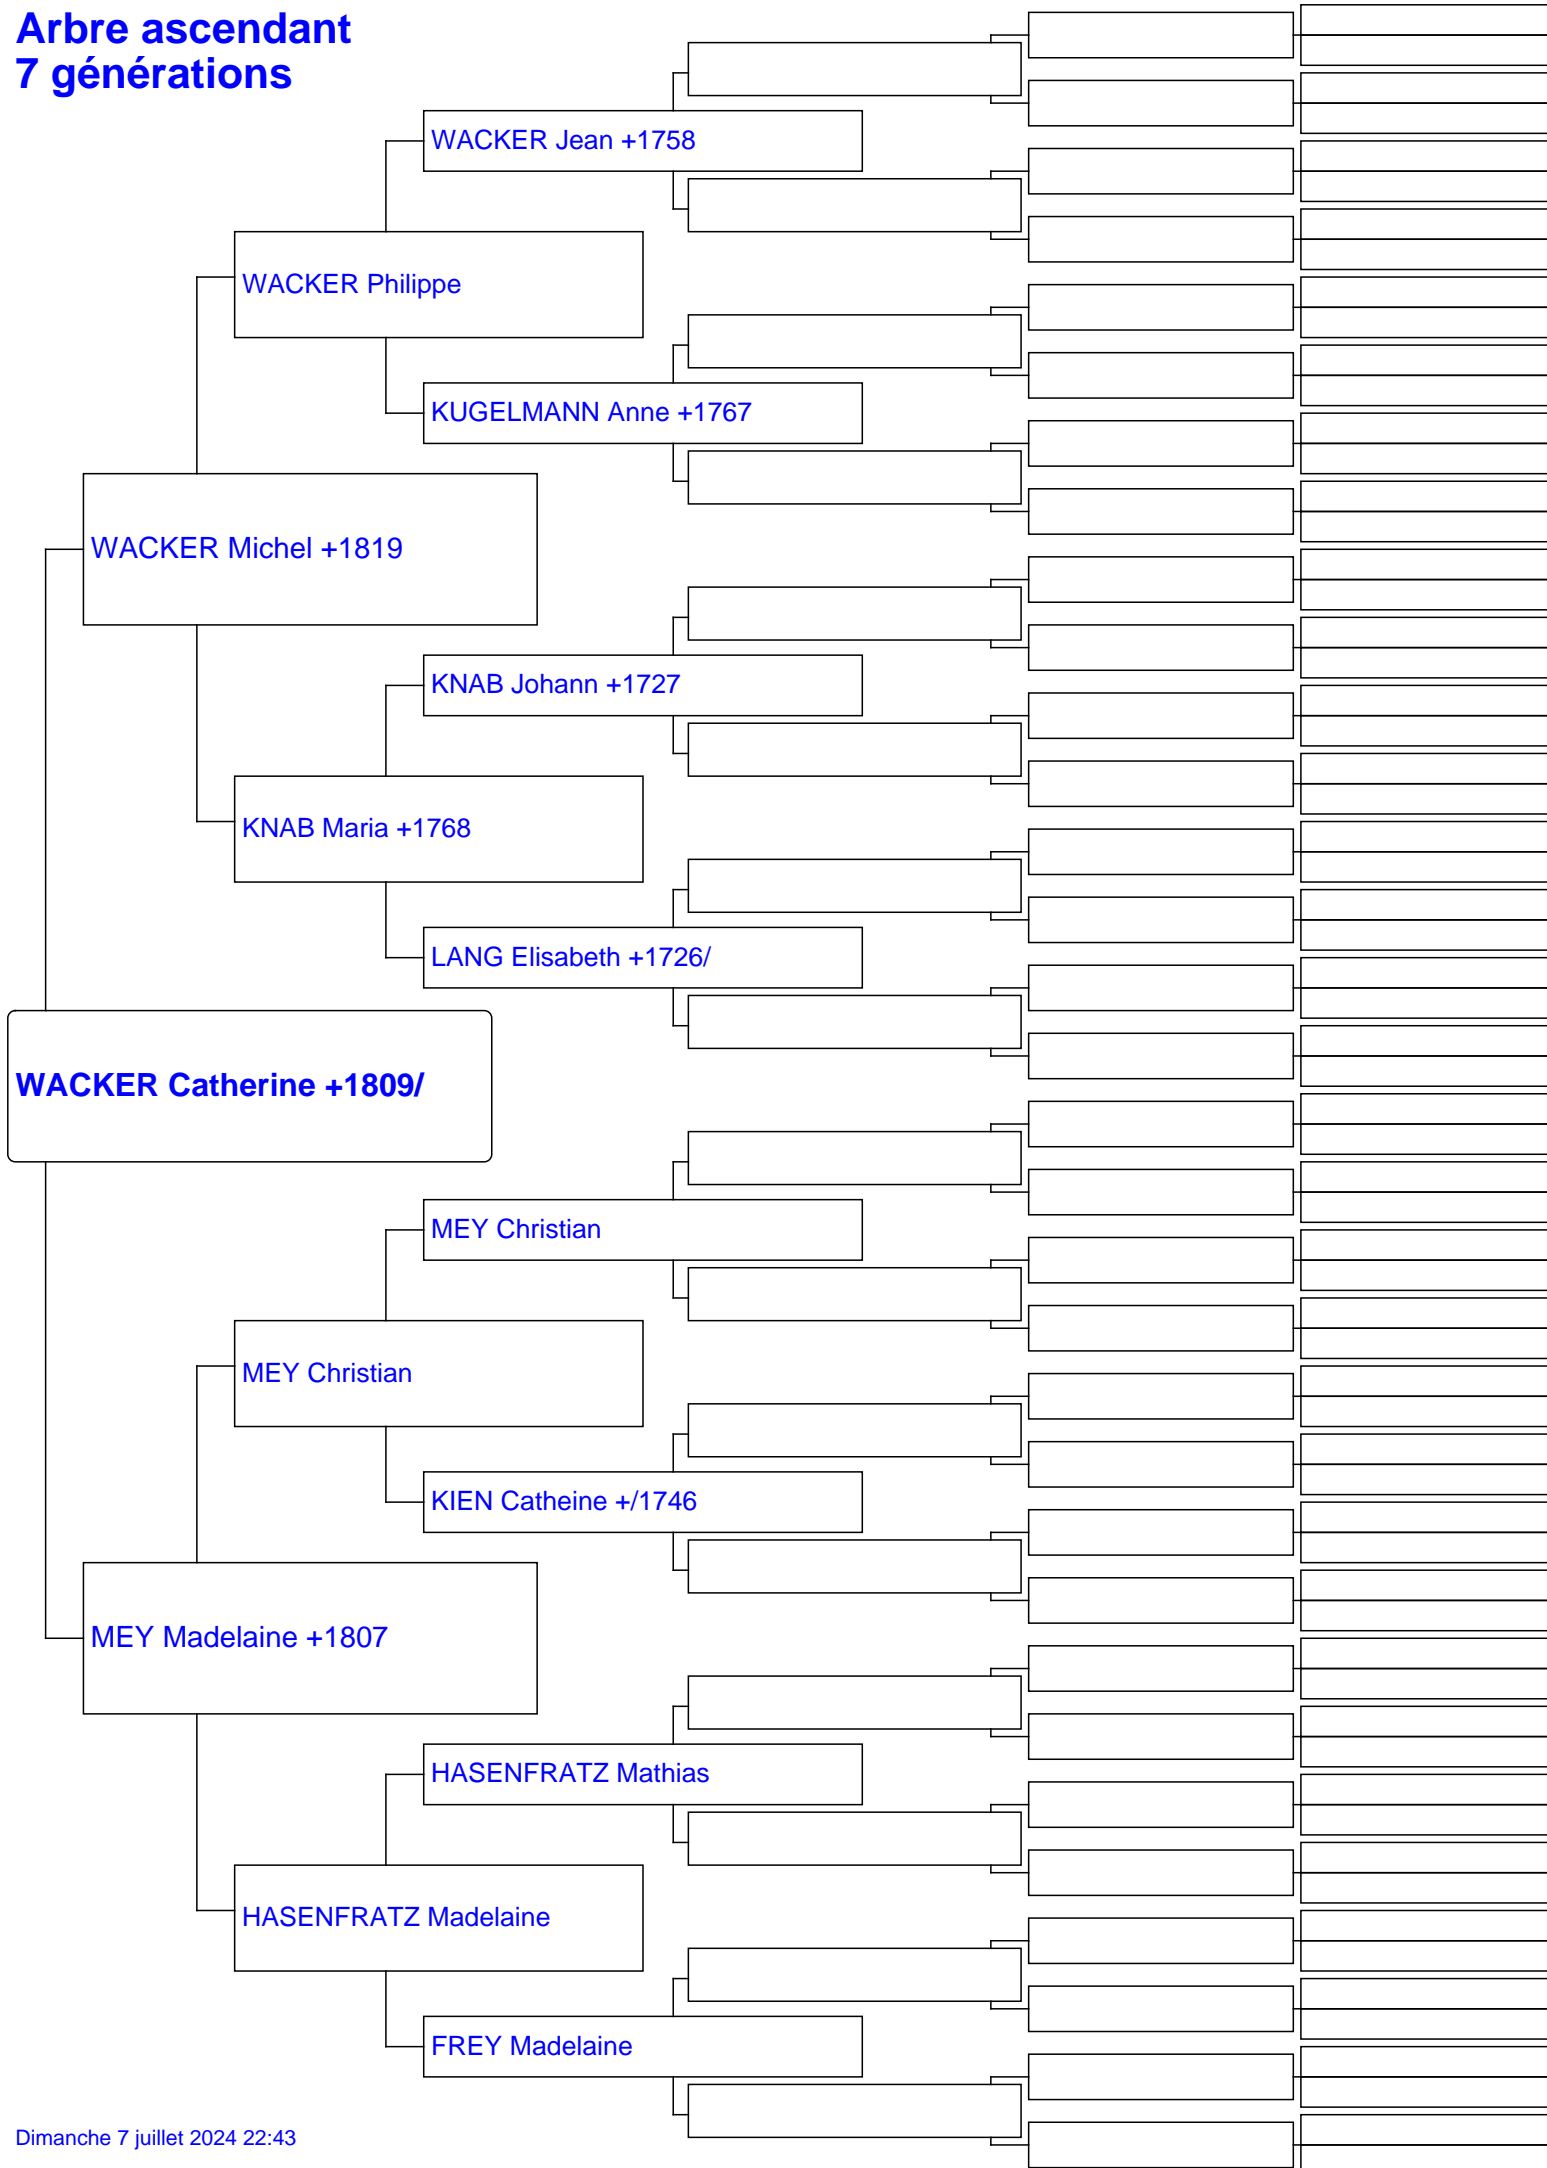 Arbre ascendant
7 générations
WACKER Jean +1758
WACKER Philippe
KUGELMANN Anne +1767
WACKER Michel +1819
KNAB Johann +1727
KNAB Maria +1768
LANG Elisabeth +1726/
WACKER Catherine +1809/
MEY Christian
MEY Christian
KIEN Catheine +/1746
MEY Madelaine +1807
HASENFRATZ Mathias
HASENFRATZ Madelaine
FREY Madelaine
Dimanche 7 juillet 2024 22:43